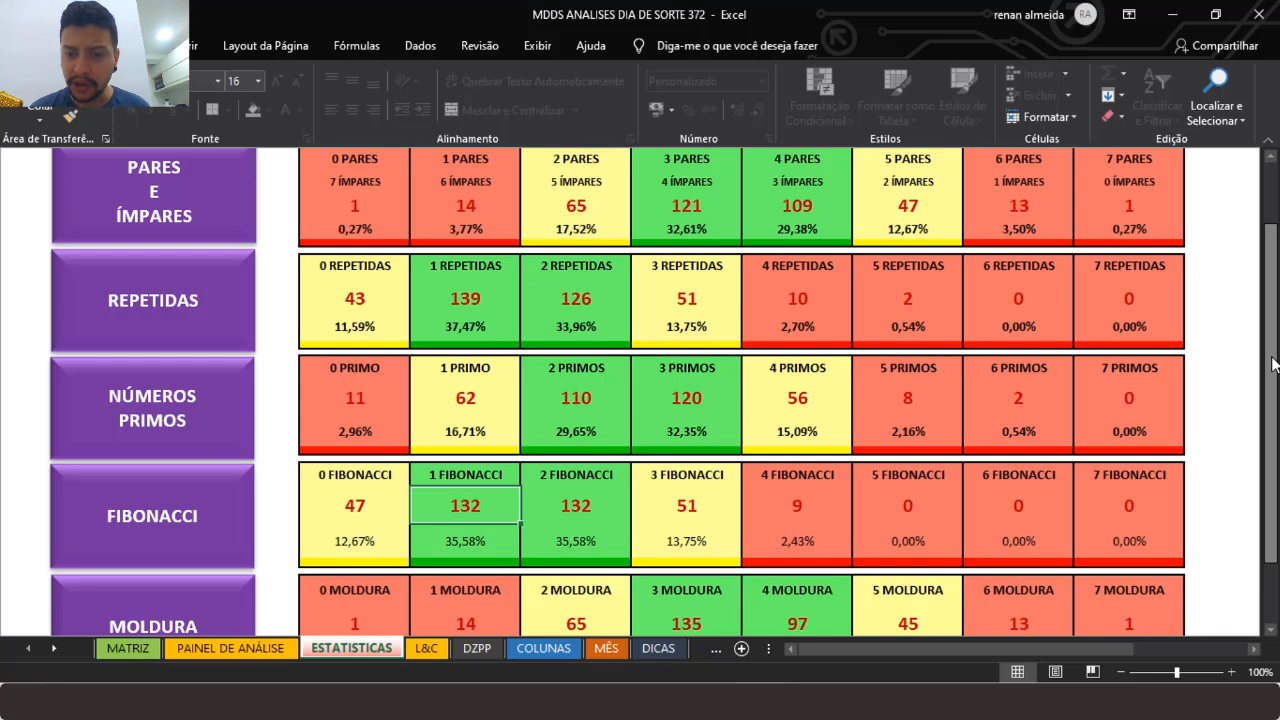 MDDS ANALISES DIA DE SORTE 372 - Excel
renan almeida
RA
Layout da Página
Fórmulas
Dados
Revisão
Exibir
Ajuda
Diga-me o que você deseja fazer
Compartilhar
16
Quebrar Texto Automaticamente
Mesclar e Centralizar
Personalizado
Formatação Condicional
Formatar como Tabela
Estilos de Célula
Inserir
Excluir
Formatar
Classificar e Filtrar
Localizar e Selecionar
Área de Transferê...
Fonte
Alinhamento
Número
Estilos
Células
Edição
PARES
E
ÍMPARES
0 PARES 1 PARES 2 PARES 3 PARES 4 PARES 5 PARES 6 PARES 7 PARES
7 ÍMPARES 6 ÍMPARES 5 ÍMPARES 4 ÍMPARES 3 ÍMPARES 2 ÍMPARES 1 ÍMPARES 0 ÍMPARES
1 14 65 121 109 47 13 1
0,27% 3,77% 17,52% 32,61% 29,38% 12,67% 3,50% 0,27%
REPETIDAS
0 REPETIDAS 1 REPETIDAS 2 REPETIDAS 3 REPETIDAS 4 REPETIDAS 5 REPETIDAS 6 REPETIDAS 7 REPETIDAS
43 139 126 51 10 2 0 0
11,59% 37,47% 33,96% 13,75% 2,70% 0,54% 0,00% 0,00%
NÚMEROS
PRIMOS
0 PRIMO 1 PRIMO 2 PRIMOS 3 PRIMOS 4 PRIMOS 5 PRIMOS 6 PRIMOS 7 PRIMOS
11 62 110 120 56 8 2 0
2,96% 16,71% 29,65% 32,35% 15,09% 2,16% 0,54% 0,00%
FIBONACCI
0 FIBONACCI 1 FIBONACCI 2 FIBONACCI 3 FIBONACCI 4 FIBONACCI 5 FIBONACCI 6 FIBONACCI 7 FIBONACCI
47 132 132 51 9 0 0 0
12,67% 35,58% 35,58% 13,75% 2,43% 0,00% 0,00% 0,00%
MOLDURA
0 MOLDURA 1 MOLDURA 2 MOLDURA 3 MOLDURA 4 MOLDURA 5 MOLDURA 6 MOLDURA 7 MOLDURA
1 14 65 135 97 45 13 1
MATRIZ
PAINEL DE ANÁLISE
ESTATISTICAS
L&C
DZPP
COLUNAS
MÊS
DICAS
...
100%